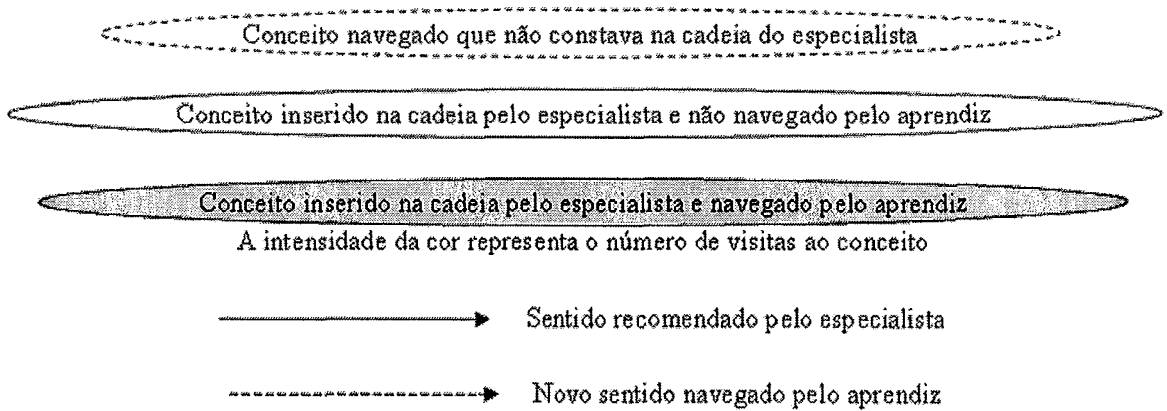 Conceito navegado que não constava na cadeia do especialista
Conceito inserido na cadeia pelo especialista e não navegado pelo aprendiz
Conceito inserido na cadeia pelo especialista e navegado pelo aprendiz
A intensidade da cor representa o número de visitas ao conceito
Sentido recomendado pelo especialista
Novo sentido navegado pelo aprendiz